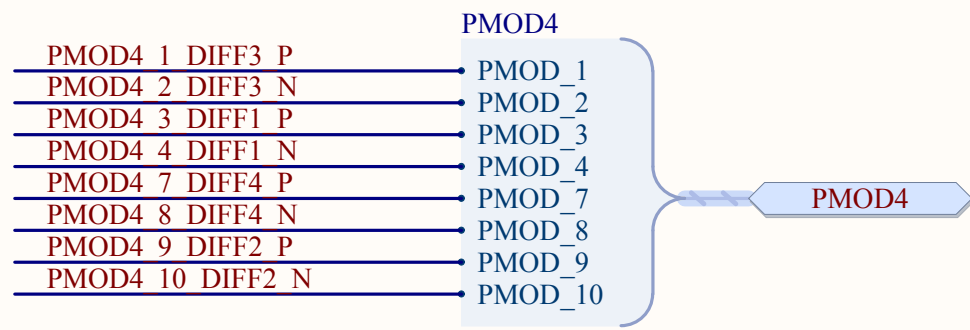 PMOD4
PMOD4_1_DIFF3_P
PMOD_1
PMOD4_2_DIFF3_N
PMOD_2
PMOD4_3_DIFF1_P
PMOD_3
PMOD4_4_DIFF1_N
PMOD_4
PMOD4_7_DIFF4_P
PMOD_7
PMOD4
PMOD4_8_DIFF4_N
PMOD_8
PMOD4_9_DIFF2_P
PMOD_9
PMOD4_10_DIFF2_N
PMOD_10